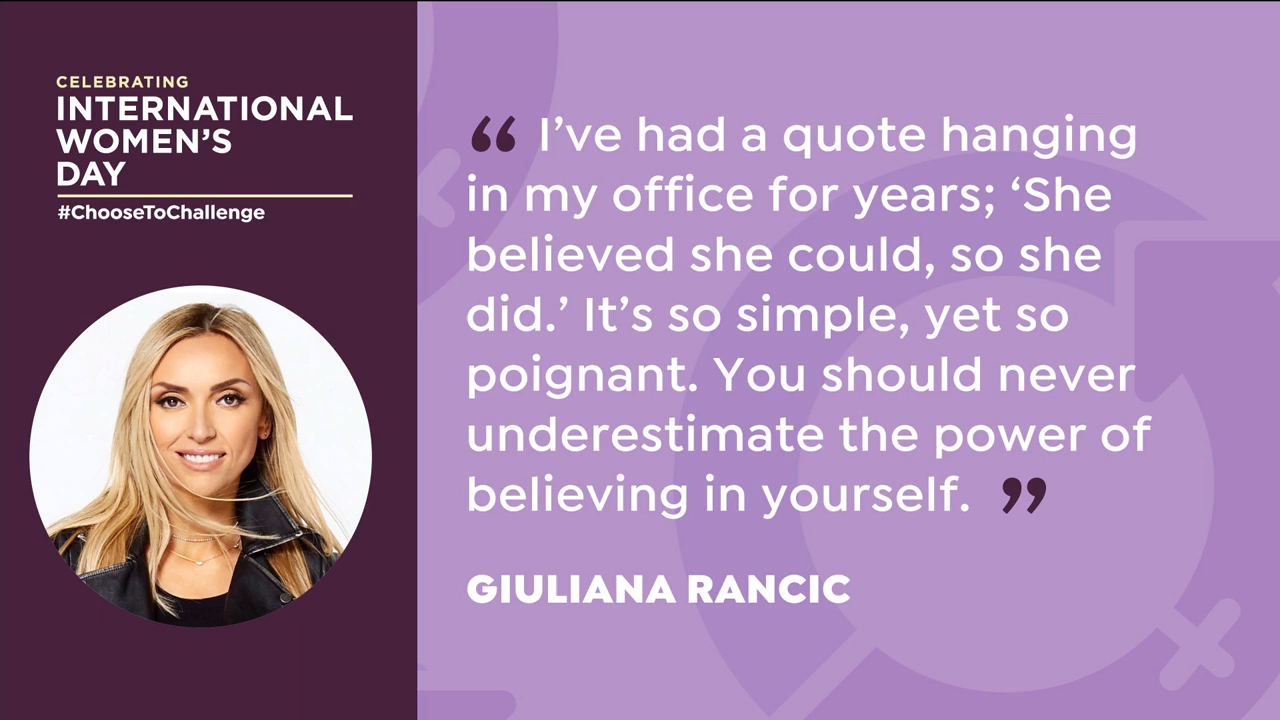 CELEBRATING
INTERNATIONAL
WOMEN’S
DAY
#ChooseToChallenge
“ I’ve had a quote hanging
in my office for years; ‘She
believed she could, so she
did.’ It’s so simple, yet so
poignant. You should never
underestimate the power of
believing in yourself. ”
GIULIANA RANCIC